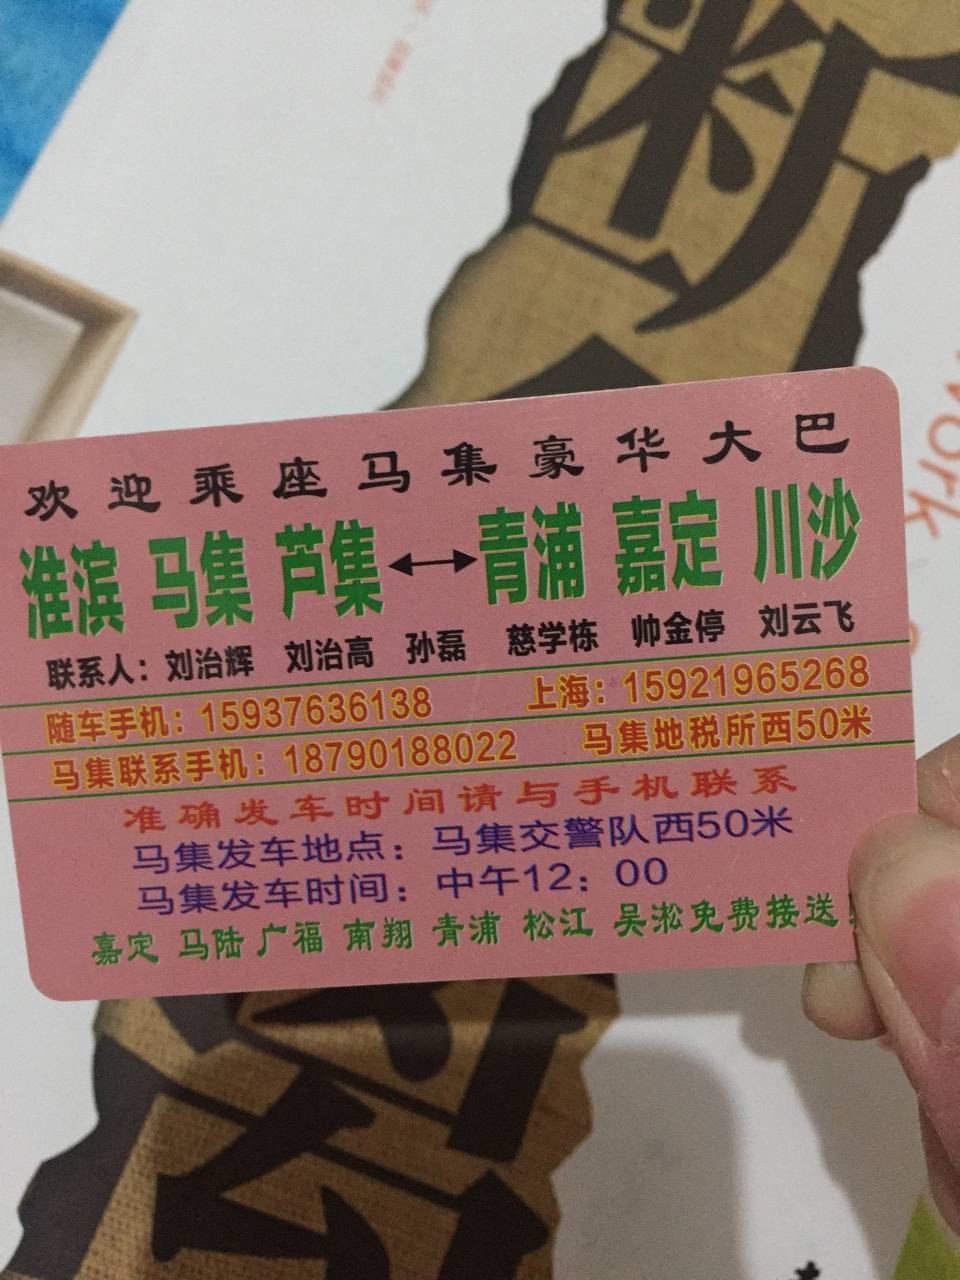 欢迎乘座马集豪华大巴
淮滨 马集 芦集↔青浦 嘉定 川沙
联系人：刘治辉 刘治高 孙磊 慈学栋 帅金停 刘云飞
随车手机：15937636138 上海：15921965268
马集联系手机：18790188022 马集地税所西50米
准确发车时间请与手机联系
马集发车地点：马集交警队西50米
马集发车时间：中午12：00
嘉定 马陆 广福 南翔 青浦 松江 吴淞免费接送！
work